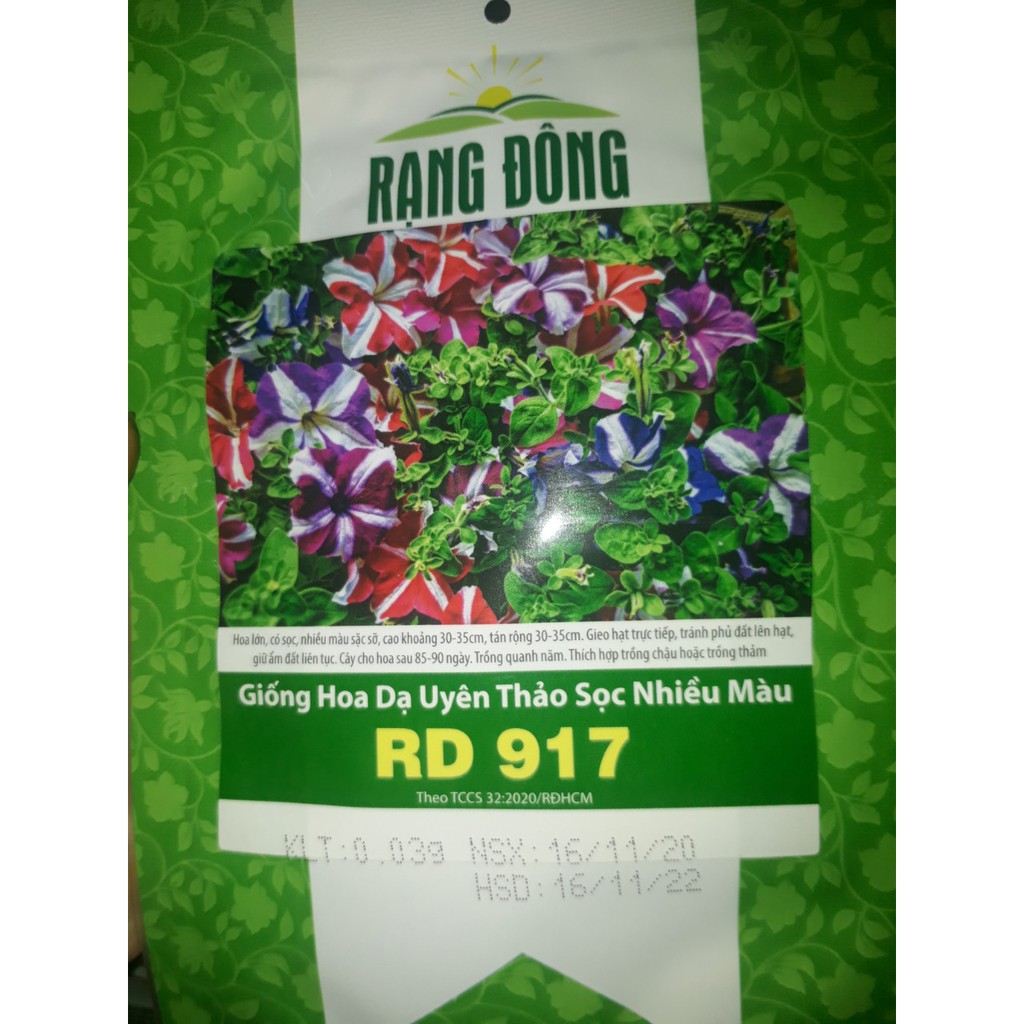 RẠNG ĐÔNG
Hoa lớn, có sọc, nhiều màu sặc sỡ, cao khoảng 30-35cm, tán rộng 30-35cm. Gieo hạt trực tiếp, tránh phủ đất lên hạt,
giữ ẩm đất liên tục. Cây cho hoa sau 85-90 ngày. Trồng quanh năm. Thích hợp trồng chậu hoặc trồng thảm
Giống Hoa Dạ Uyên Thảo Sọc Nhiều Màu
RD 917
Theo TCCS 32:2020/RĐHCM
KLT:0.03g NSX:16/11/20
HSD:16/11/22